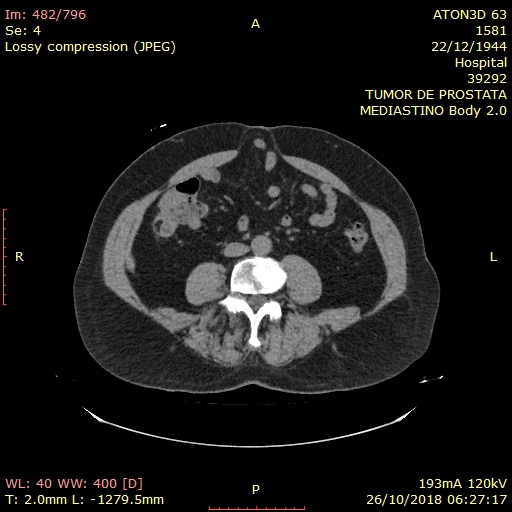 Im: 482/796
Se: 4
Lossy compression (JPEG)
A
ATON3D 63
1581
22/12/1944
Hospital
39292
TUMOR DE PROSTATA
MEDIASTINO Body 2.0
R
L
WL: 40 WW: 400 [D]
T: 2.0mm L: -1279.5mm
P
193mA 120kV
26/10/2018 06:27:17